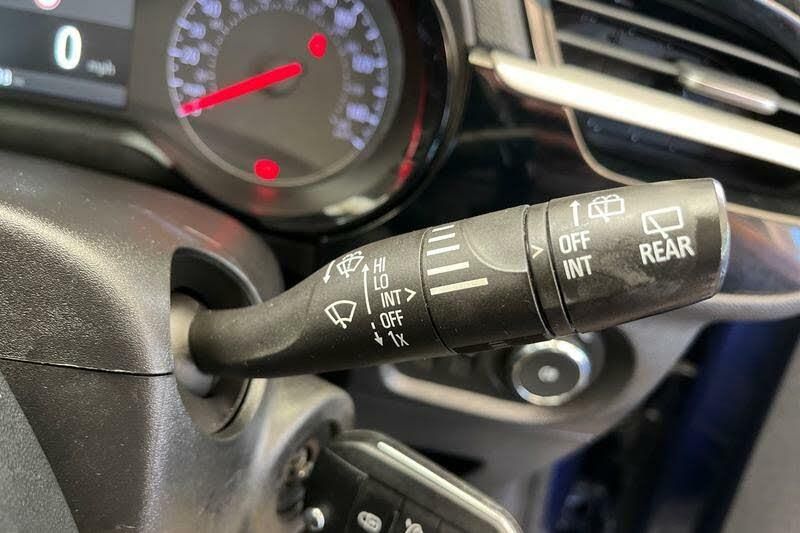 0
mph
HI
LO
INT >
OFF
1x
OFF
INT
REAR